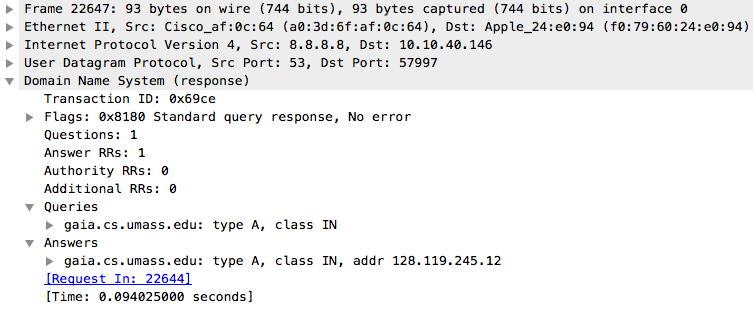 Frame 22647: 93 bytes on wire (744 bits), 93 bytes captured (744 bits) on interface 0
Ethernet II, Src: Cisco_af:0c:64 (a0:3d:6f:af:0c:64), Dst: Apple_24:e0:94 (f0:79:60:24:e0:94)
Internet Protocol Version 4, Src: 8.8.8.8, Dst: 10.10.40.146
User Datagram Protocol, Src Port: 53, Dst Port: 57997
Domain Name System (response)
Transaction ID: 0x69ce
Flags: 0x8180 Standard query response, No error
Questions: 1
Answer RRs: 1
Authority RRs: 0
Additional RRs: 0
Queries
gaia.cs.umass.edu: type A, class IN
Answers
gaia.cs.umass.edu: type A, class IN, addr 128.119.245.12
[Request In: 22644]
[Time: 0.094025000 seconds]